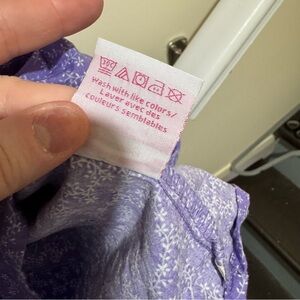 Wash with like colors/
Laver avec des
couleurs semblables